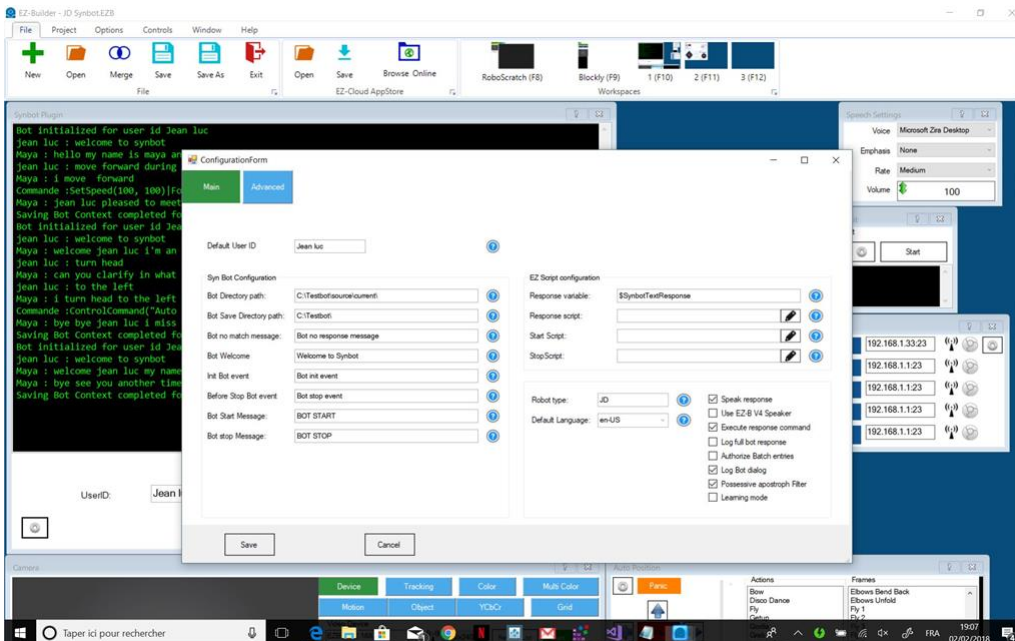 EZ-Builder - JD Synbot.EZB
File Project Options Controls Window Help
New Open Merge Save Save As Exit Open Save Browse Online RoboScratch (F8) Blockly (F9) 1 (F10) 2 (F11) 3 (F12)
File EZ-Cloud AppStore Workspaces
Synbot Plugin
Bot initialized for user id Jean luc
jean luc : welcome to synbot
Maya : hello my name is maya an
jean luc : move forward during
Maya : i move forward
Commande :SetSpeed(100, 100)|Fo
Maya : jean luc pleased to meet
Saving Bot Context completed fo
Bot initialized for user id Jea
jean luc : welcome to synbot
Maya : welcome jean luc i'm an
jean luc : turn head
Maya : can you clarify in what
jean luc : to the left
Maya : i turn head to the left
Commande :ControlCommand("Auto
Maya : bye bye jean luc i miss
Saving Bot Context completed fo
Bot initialized for user id Jea
jean luc : welcome to synbot
Maya : welcome jean luc my name
Maya : bye see you another time
Saving Bot Context completed fo
UserID: Jean l
ConfigurationForm
Main Advanced
Default User ID Jean luc
Syn Bot Configuration
Bot Directory path: C:\Testbot\source\current\
Bot Save Directory path: C:\Testbot\
Bot no match message: Bot no response message
Bot Welcome Welcome to Synbot
Init Bot event Bot init event
Before Stop Bot event Bot stop event
Bot Start Message: BOT START
Bot stop Message: BOT STOP
EZ Script configuration
Response variable: $SynbotTextResponse
Response script:
Start Script:
StopScript:
Robot type: JD
Default Language: en-US
Speak response
Use EZ-B V4 Speaker
Execute response command
Log full bot response
Authorize Batch entries
Log Bot dialog
Possessive apostroph Filter
Learning mode
Save Cancel
Speech Settings
Voice Microsoft Zira Desktop
Emphasis None
Rate Medium
Volume 100
Start
192.168.1.33:23
192.168.1.1:23
192.168.1.1:23
192.168.1.1:23
192.168.1.1:23
Camera
Device Tracking Color Multi Color
Motion Object YCbCr Grid
Auto Position
Panic
Actions
Bow
Disco Dance
Fly
Getup
Frames
Elbows Bend Back
Elbows Unfold
Fly 1
Fly 2
Taper ici pour rechercher
FRA
19:07
02/02/2018